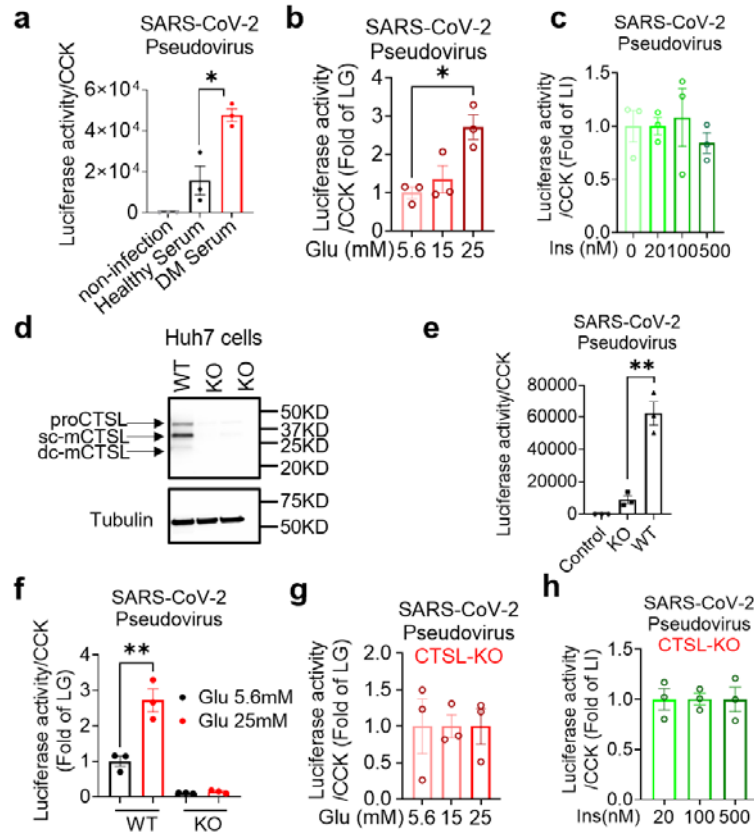 a
SARS-CoV-2
Pseudovirus
Luciferase activity/CCK
6×10⁴
4×10⁴
2×10⁴
0
*
non-infection
Healthy Serum
DM Serum
b
SARS-CoV-2
Pseudovirus
Luciferase activity
/CCK (Fold of LG)
4
3
2
1
0
*
Glu (mM) 5.6 15 25
c
SARS-CoV-2
Pseudovirus
Luciferase activity
/CCK (Fold of LI)
1.5
1.0
0.5
0.0
Ins (nM) 0 20 100 500
d
Huh7 cells
WT KO KO
proCTSL
sc-mCTSL
dc-mCTSL
50KD
37KD
25KD
20KD
Tubulin
75KD
50KD
e
SARS-CoV-2
Pseudovirus
Luciferase activity/CCK
80000
60000
40000
20000
0
**
Control
KO
WT
f
SARS-CoV-2
Pseudovirus
Luciferase activity/CCK
(Fold of LG)
4
3
2
1
0
**
Glu 5.6mM
Glu 25mM
WT KO
g
SARS-CoV-2
Pseudovirus
CTSL-KO
Luciferase activity
/CCK (Fold of LG)
2.0
1.5
1.0
0.5
0.0
Glu (mM) 5.6 15 25
h
SARS-CoV-2
Pseudovirus
CTSL-KO
Luciferase activity
/CCK (Fold of LI)
1.5
1.0
0.5
0.0
Ins(nM) 20 100 500